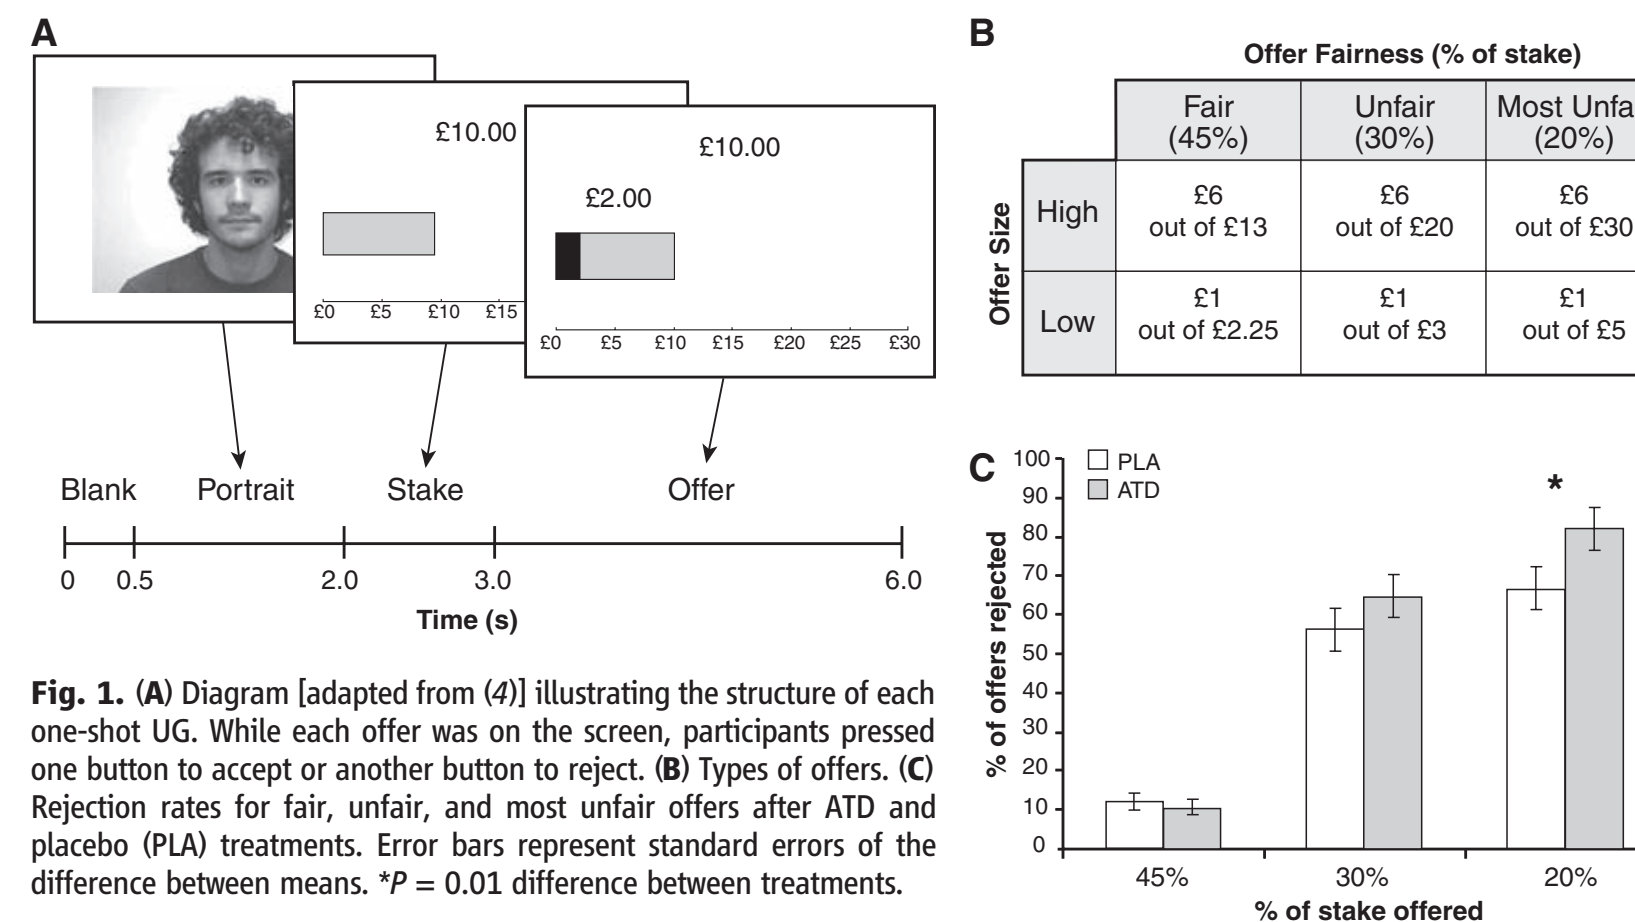 A
£10.00
£0 £5 £10 £15
£10.00
£2.00
£0 £5 £10 £15 £20 £25 £30
Blank Portrait Stake Offer
0 0.5 2.0 3.0 6.0
Time (s)
Fig. 1. (A) Diagram [adapted from (4)] illustrating the structure of each
one-shot UG. While each offer was on the screen, participants pressed
one button to accept or another button to reject. (B) Types of offers. (C)
Rejection rates for fair, unfair, and most unfair offers after ATD and
placebo (PLA) treatments. Error bars represent standard errors of the
difference between means. *P = 0.01 difference between treatments.
B
Offer Fairness (% of stake)
Fair Unfair Most Unfa
(45%) (30%) (20%)
Offer Size
High
£6 £6 £6
out of £13 out of £20 out of £30
Low
£1 £1 £1
out of £2.25 out of £3 out of £5
C
PLA
ATD
*
% of offers rejected
100
90
80
70
60
50
40
30
20
10
0
45% 30% 20%
% of stake offered